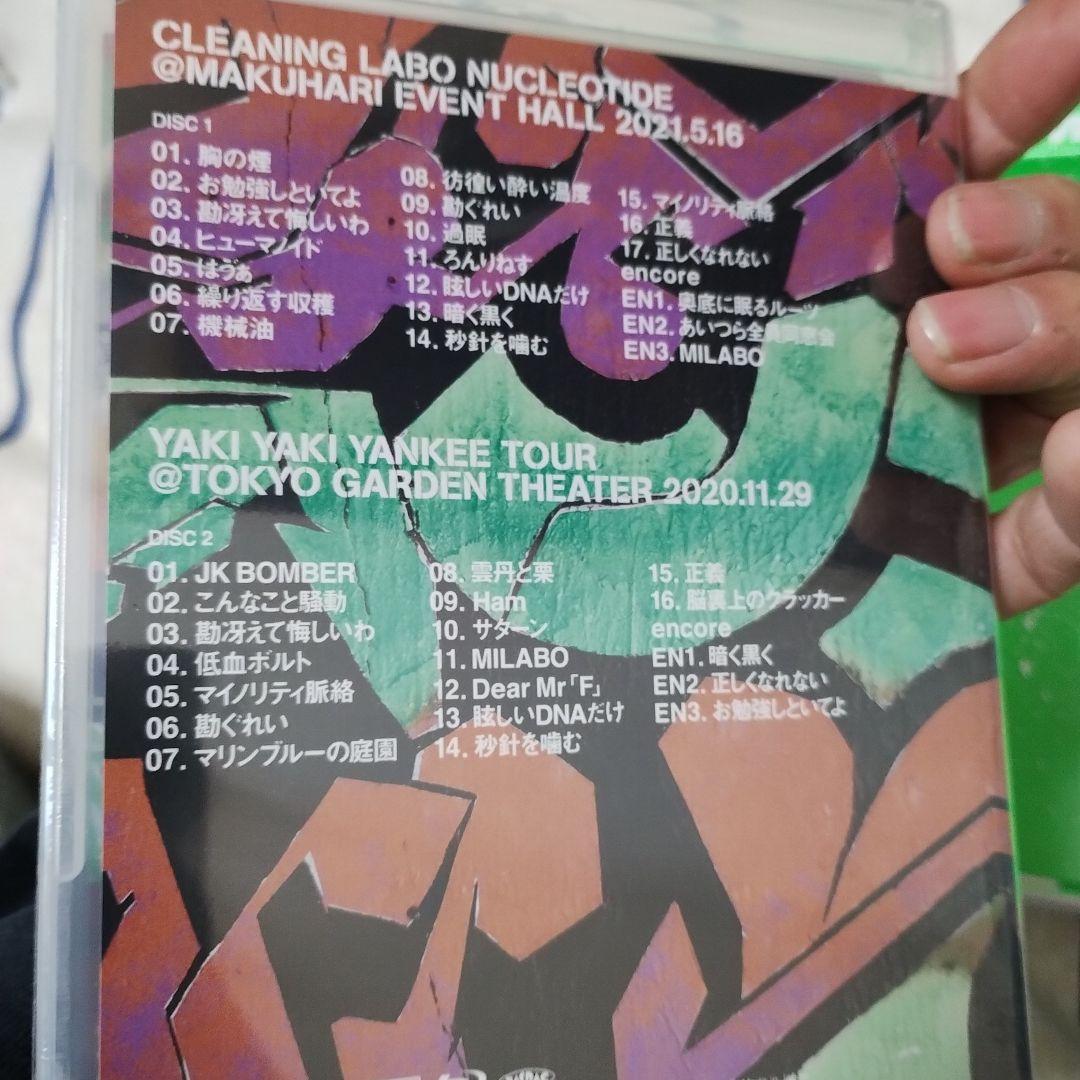 CLEANING LABO NUCLEOTIDE
@MAKUHARI EVENT HALL 2021.5.16
DISC 1
01. 胸の煙
02. お勉強しといてよ
03. 勘冴えて悔しいわ
04. ヒューマノイド
05. はゔぁ
06. 繰り返す収穫
07. 機械油
08. 彷徨い酔い温度
09. 勘ぐれい
10. 過眠
11. ろんりねす
12. 眩しいDNAだけ
13. 暗く黒く
14. 秒針を噛む
15. マイノリティ脈絡
16. 正義
17. 正しくなれない
encore
EN1. 奥底に眠るルーツ
EN2. あいつら全員同窓会
EN3. MILABO
YAKI YAKI YANKEE TOUR
@TOKYO GARDEN THEATER 2020.11.29
DISC 2
01. JK BOMBER
02. こんなこと騒動
03. 勘冴えて悔しいわ
04. 低血ボルト
05. マイノリティ脈絡
06. 勘ぐれい
07. マリンブルーの庭園
08. 雲丹と栗
09. Ham
10. サターン
11. MILABO
12. Dear Mr「F」
13. 眩しいDNAだけ
14. 秒針を噛む
15. 正義
16. 脳裏上のクラッカー
encore
EN1. 暗く黒く
EN2. 正しくなれない
EN3. お勉強しといてよ